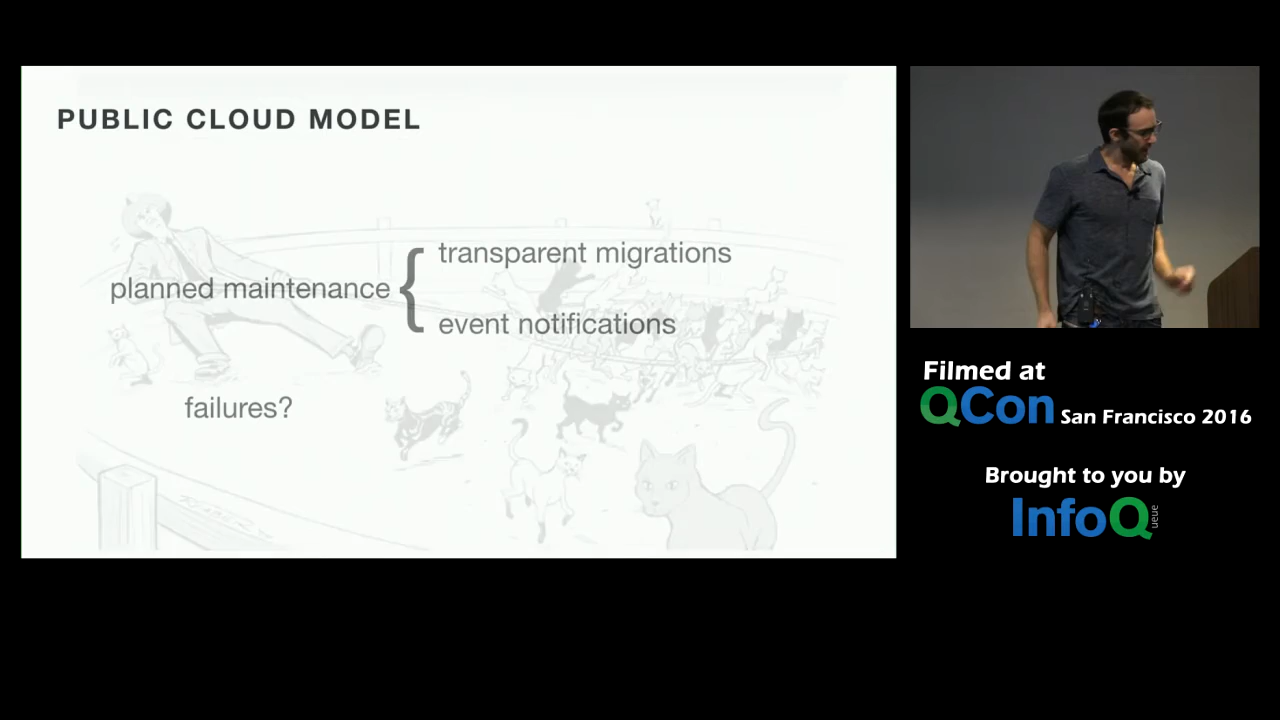 PUBLIC CLOUD MODEL
planned maintenance {
transparent migrations
event notifications
failures?
Filmed at
QCon San Francisco 2016
Brought to you by
InfoQ
ueue